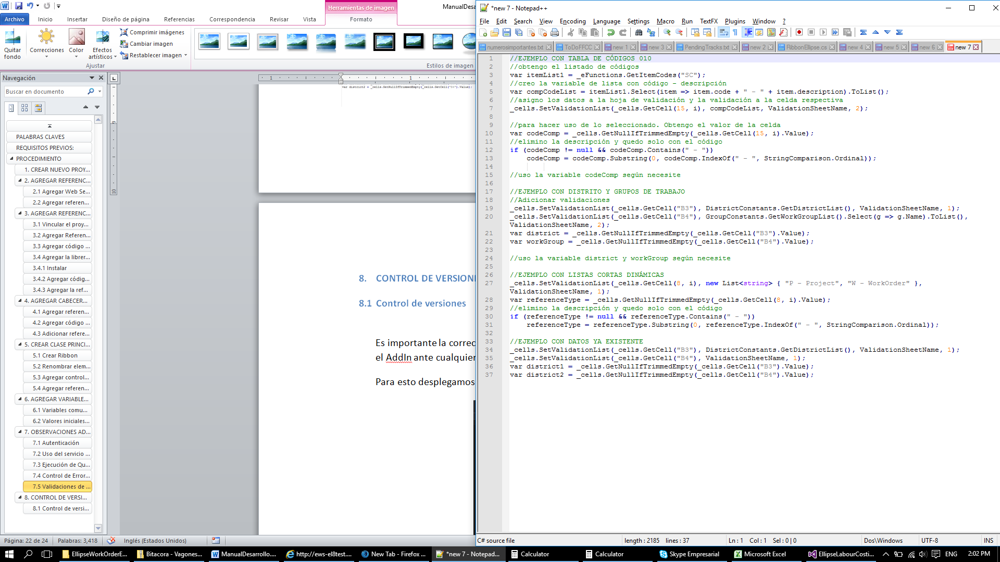 Herramientas de imagen
ManualDesa
Archivo
Inicio
Insertar
Diseño de página
Referencias
Correspondencia
Revisar
Vista
Formato
Quitar fondo
Correcciones
Color
Efectos artísticos
Comprimir imágenes
Cambiar imagen
Restablecer imagen
Ajustar
Estilos de imagen
Navegación
Buscar en documento
PALABRAS CLAVES
REQUISITOS PREVIOS:
PROCEDIMIENTO
1. CREAR NUEVO PROY...
2. AGREGAR REFERENC...
2.1 Agregar Web Se...
2.2 Agregar referen...
3. AGREGAR REFERENC...
3.1 Vincular el proy...
3.2 Agregar Referen...
3.3 Agregar código ...
3.4 Agregar la librer...
3.4.1 Instalar
3.4.2 Agregar códig...
3.4.3 Agregar la ref...
4. AGREGAR CABECER...
4.1 Agregar referen...
4.2 Agregar código ...
4.3 Adicionar refere...
5. CREAR CLASE PRINCI...
5.1 Crear Ribbon
5.2 Renombrar elem...
5.3 Agregar control...
5.4 Agregar referen...
6. AGREGAR VARIABLE...
6.1 Variables comu...
6.2 Valores iniciales...
7. OBSERVACIONES AD...
7.1 Autenticación
7.2 Uso del servicio ...
7.3 Ejecución de Qu...
7.4 Control de Error...
7.5 Validaciones de ...
8. CONTROL DE VERSI...
8.1 Control de versi...
var district2 = _cells.GetNullIfTrimmedEmpty(_cells.GetCell("B4").Value);
8. CONTROL DE VERSION
8.1 Control de versiones
Es importante la correc
el AddIn ante cualquier
Para esto desplegamos
Página: 22 de 24
Palabras: 3,418
Inglés (Estados Unidos)
*new 7 - Notepad++
File Edit Search View Encoding Language Settings Macro Run TextFX Plugins Window ?
numerosimportantes.txt ToDoFFCC new 1 new 3 PendingTracks.txt new 2 RibbonEllipse.cs new 4 new 5 new 6 new 7
1 //EJEMPLO CON TABLA DE CÓDIGOS 010
2 //obtengo el listado de códigos
3 var itemList1 = _eFunctions.GetItemCodes("SC");
4 //creo la variable de lista con código - descripción
5 var compCodeList = itemList1.Select(item => item.code + " - " + item.description).ToList();
6 //asigno los datos a la hoja de validación y la validación a la celda respectiva
7 _cells.SetValidationList(_cells.GetCell(15, i), compCodeList, ValidationSheetName, 2);
8
9 //para hacer uso de lo seleccionado. Obtengo el valor de la celda
10 var codeComp = _cells.GetNullIfTrimmedEmpty(_cells.GetCell(15, i).Value);
11 //elimino la descripción y quedo solo con el código
12 if (codeComp != null && codeComp.Contains(" - "))
13 codeComp = codeComp.Substring(0, codeComp.IndexOf(" - ", StringComparison.Ordinal));
14
15 //uso la variable codeComp según necesite
16
17 //EJEMPLO CON DISTRITO Y GRUPOS DE TRABAJO
18 //Adicionar validaciones
19 _cells.SetValidationList(_cells.GetCell("B3"), DistrictConstants.GetDistrictList(), ValidationSheetName, 1);
20 _cells.SetValidationList(_cells.GetCell("B4"), GroupConstants.GetWorkGroupList().Select(g => g.Name).ToList(),
ValidationSheetName, 2);
21 var district = _cells.GetNullIfTrimmedEmpty(_cells.GetCell("B3").Value);
22 var workGroup = _cells.GetNullIfTrimmedEmpty(_cells.GetCell("B4").Value);
23
24 //uso la variable district y workGroup según necesite
25
26 //EJEMPLO CON LISTAS CORTAS DINÁMICAS
27 _cells.SetValidationList(_cells.GetCell(8, i), new List<string> { "P - Project", "W - WorkOrder" },
ValidationSheetName, 1);
28 var referenceType = _cells.GetNullIfTrimmedEmpty(_cells.GetCell(8, i).Value);
29 //elimino la descripción y quedo solo con el código
30 if (referenceType != null && referenceType.Contains(" - "))
31 referenceType = referenceType.Substring(0, referenceType.IndexOf(" - ", StringComparison.Ordinal));
32
33 //EJEMPLO CON DATOS YA EXISTENTE
34 _cells.SetValidationList(_cells.GetCell("B3"), DistrictConstants.GetDistrictList(), ValidationSheetName, 1);
35 _cells.SetValidationList(_cells.GetCell("B4"), ValidationSheetName, 1);
36 var district1 = _cells.GetNullIfTrimmedEmpty(_cells.GetCell("B3").Value);
37 var district2 = _cells.GetNullIfTrimmedEmpty(_cells.GetCell("B4").Value);
C# source file
length : 2185 lines : 37
Ln : 1 Col : 1 Sel : 0 | 0
Dos\Windows
UTF-8
INS
EllipseWorkOrderE...
Bitacora - Vagones...
ManualDesarrollo....
http://ews-el8test....
New Tab - Firefox ...
*new 7 - Notepad...
Calculator
Calculator
Skype Empresarial
Microsoft Excel
EllipseLabourCosti...
ENG
2:02 PM